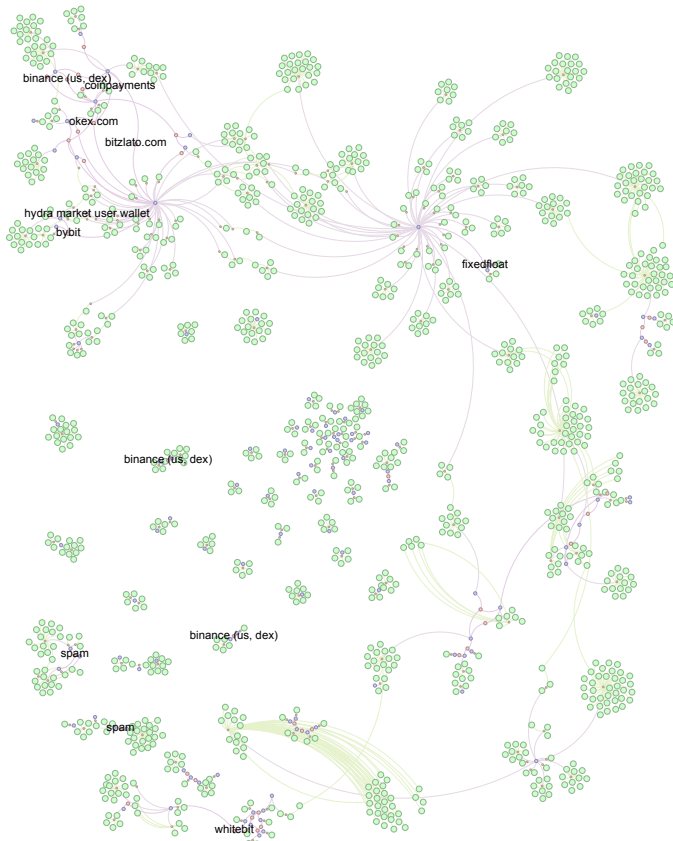 binance (us, dex)
coinpayments
okex.com
bitzlato.com
hydra market user wallet
bybit
fixedfloat
binance (us, dex)
binance (us, dex)
spam
spam
whitebit